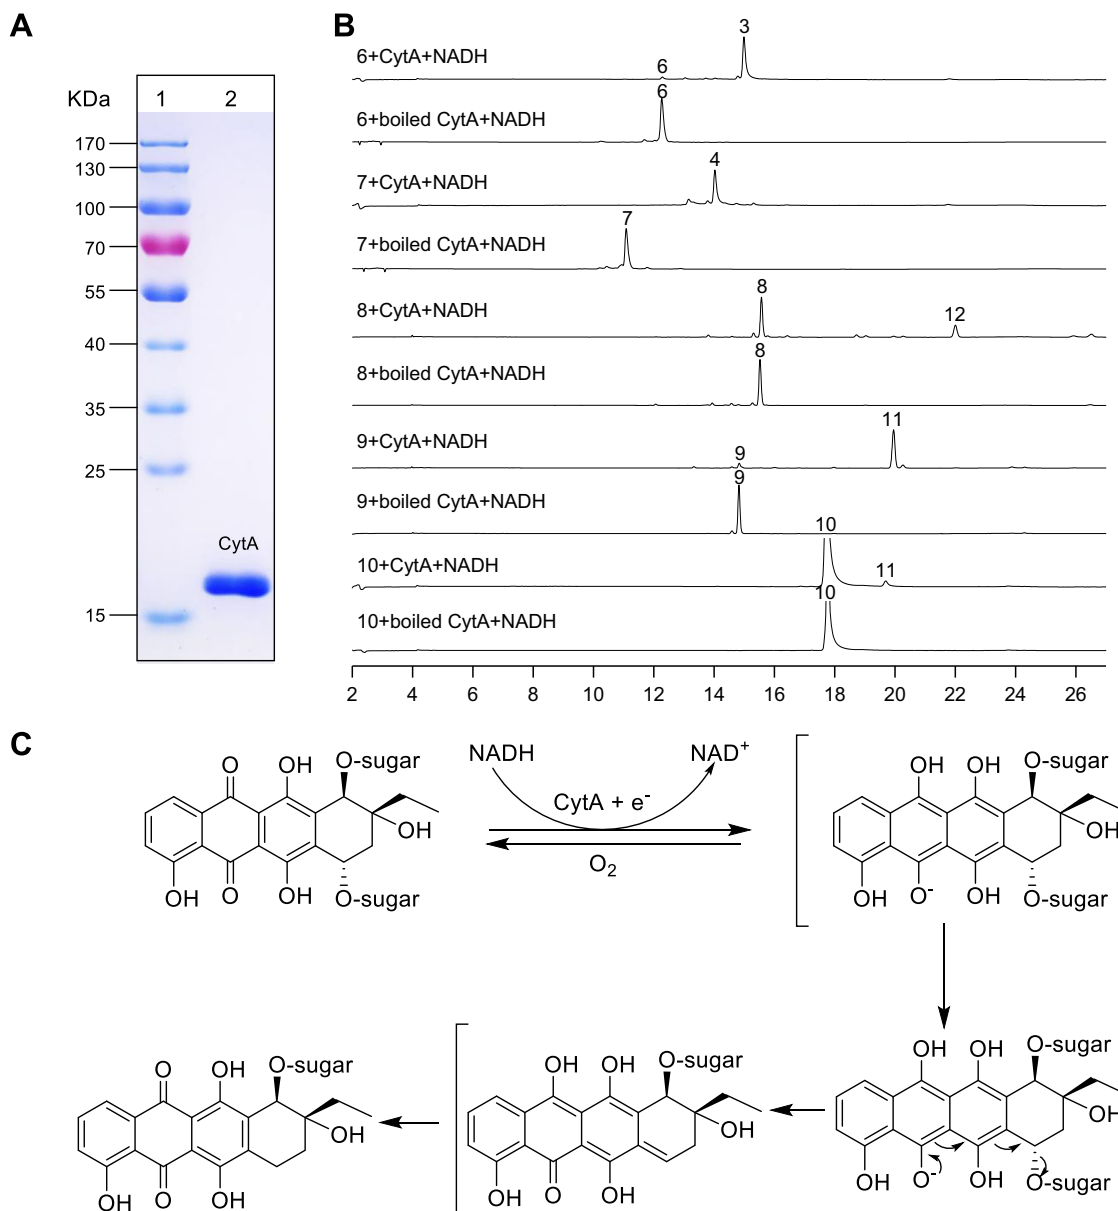 A
KDa
1 2
170
130
100
70
55
40
35
25
15
CytA
B
6+CytA+NADH
6
3
6+boiled CytA+NADH
6
7+CytA+NADH
4
7+boiled CytA+NADH
7
8+CytA+NADH
8
12
8+boiled CytA+NADH
8
9+CytA+NADH
9
11
9+boiled CytA+NADH
9
10+CytA+NADH
10
11
10+boiled CytA+NADH
10
2 4 6 8 10 12 14 16 18 20 22 24 26
C
O
OH
O-sugar
OH
OH
O
OH
O-sugar
NADH
NAD+
CytA + e-
O2
OH
OH
O-sugar
OH
OH
O-
OH
O-sugar
OH
OH
O-sugar
OH
OH
O-
OH
O-sugar
OH
OH
O-sugar
OH
OH
O
OH
O
OH
O-sugar
OH
OH
O
OH